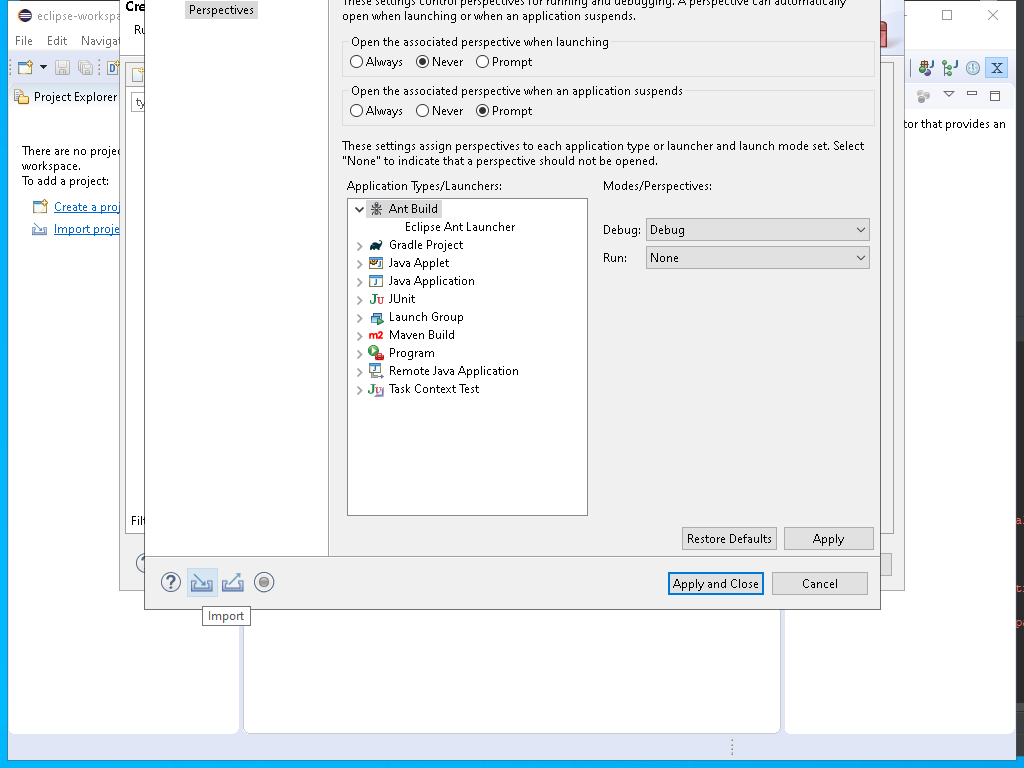 eclipse-workspa
Cre
Perspectives
These settings control perspectives for running and debugging. A perspective can automatically
open when launching or when an application suspends.
File Edit Navigat
Ru
Open the associated perspective when launching
Always Never Prompt
Open the associated perspective when an application suspends
Always Never Prompt
Project Explorer
ty
tor that provides an
There are no projec
workspace.
To add a project:
Create a proj
Import proje
These settings assign perspectives to each application type or launcher and launch mode set. Select
"None" to indicate that a perspective should not be opened.
Application Types/Launchers:
Modes/Perspectives:
Ant Build
Eclipse Ant Launcher
Gradle Project
Java Applet
Java Application
JUnit
Launch Group
Maven Build
Program
Remote Java Application
Task Context Test
Debug: Debug
Run: None
Filt
Restore Defaults
Apply
Apply and Close
Cancel
Import